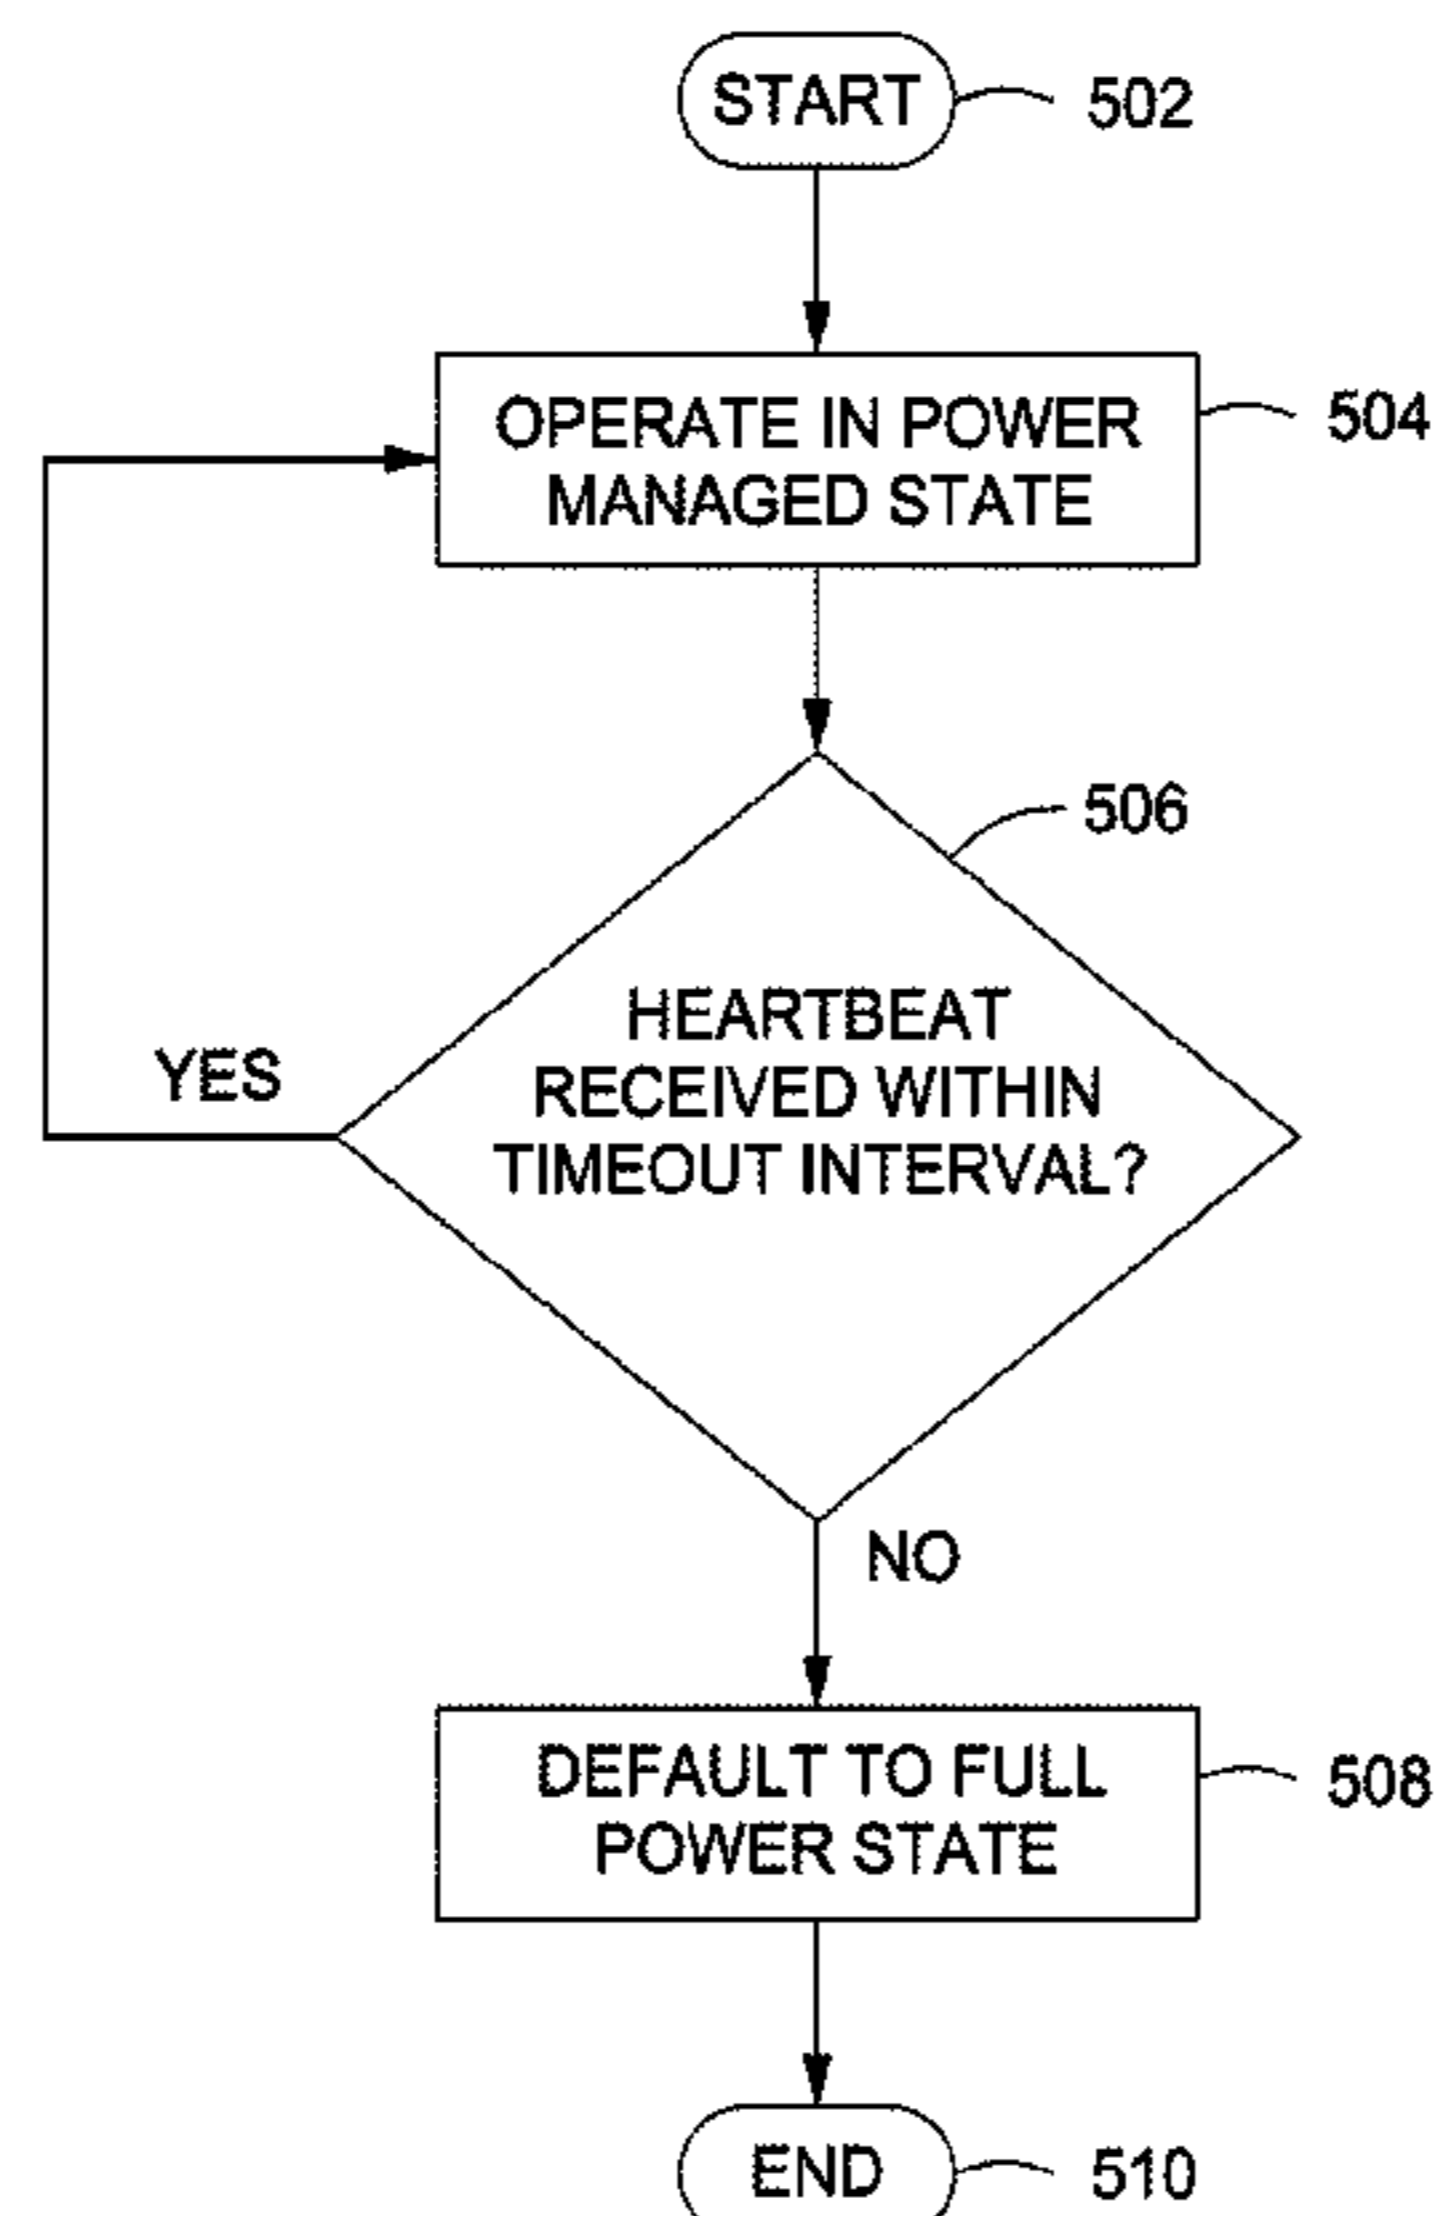 START
502
OPERATE IN POWER
MANAGED STATE
504
506
HEARTBEAT
RECEIVED WITHIN
TIMEOUT INTERVAL?
YES
NO
DEFAULT TO FULL
POWER STATE
508
END
510